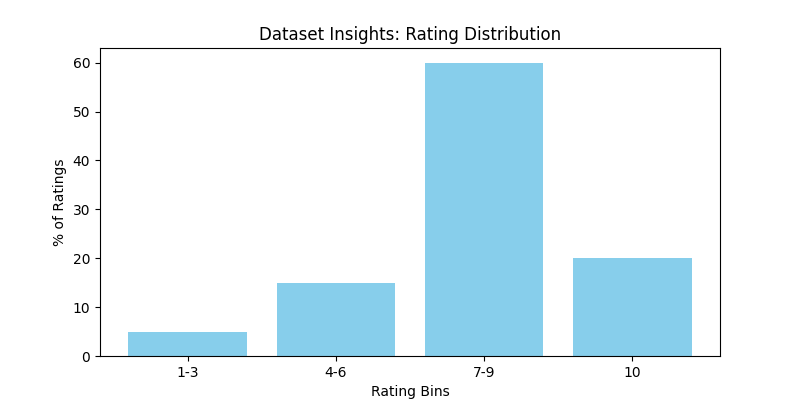 Dataset Insights: Rating Distribution
60
50
40
30
20
10
0
% of Ratings
1-3 4-6 7-9 10
Rating Bins